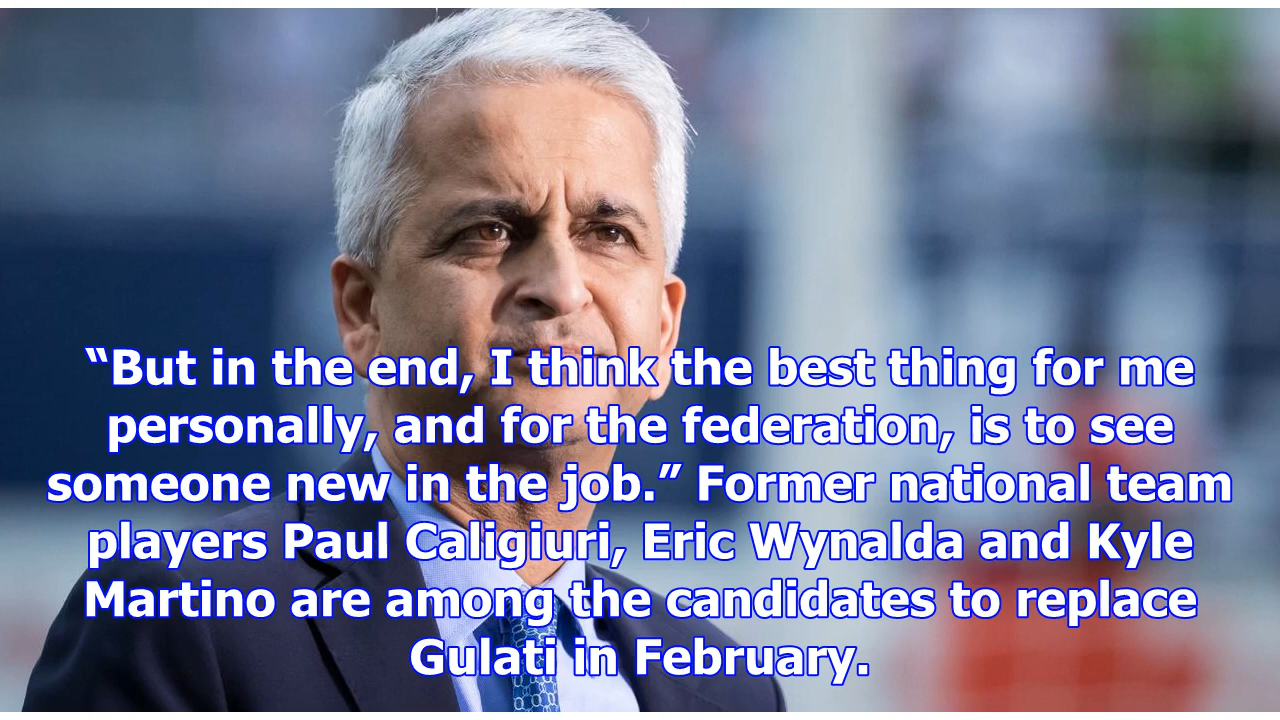 “But in the end, I think the best thing for me
personally, and for the federation, is to see
someone new in the job.” Former national team
players Paul Caligiuri, Eric Wynalda and Kyle
Martino are among the candidates to replace
Gulati in February.